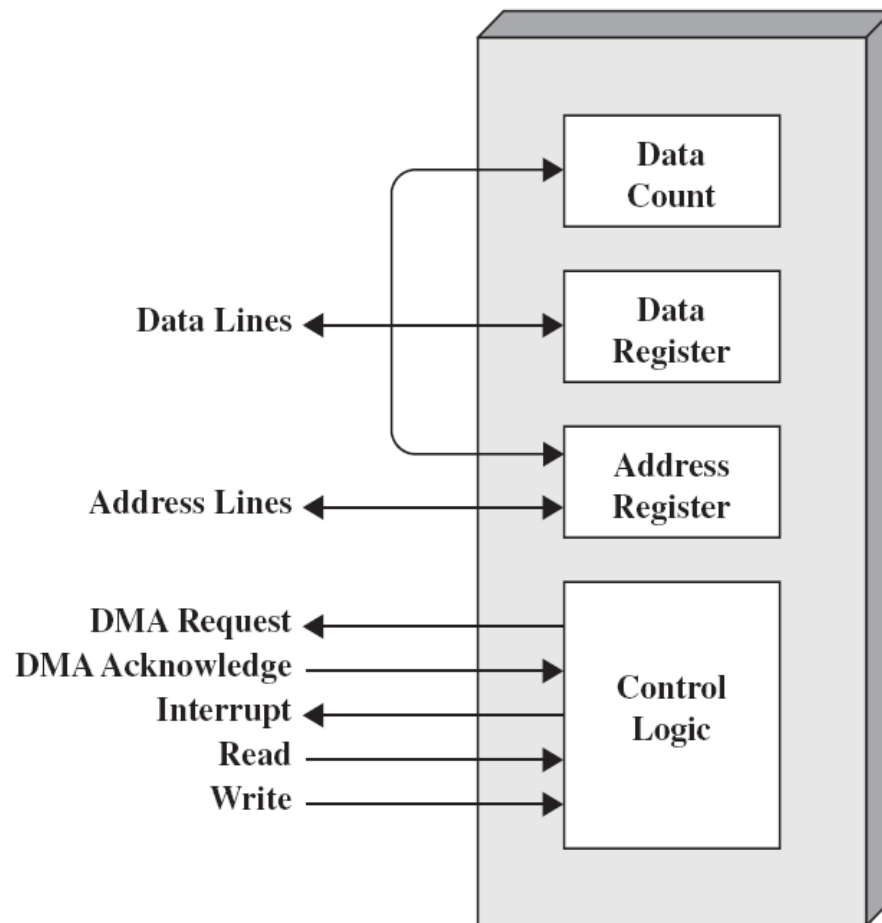 Data
Count
Data Lines
Data
Register
Address
Register
Address Lines
DMA Request
DMA Acknowledge
Interrupt
Read
Write
Control
Logic